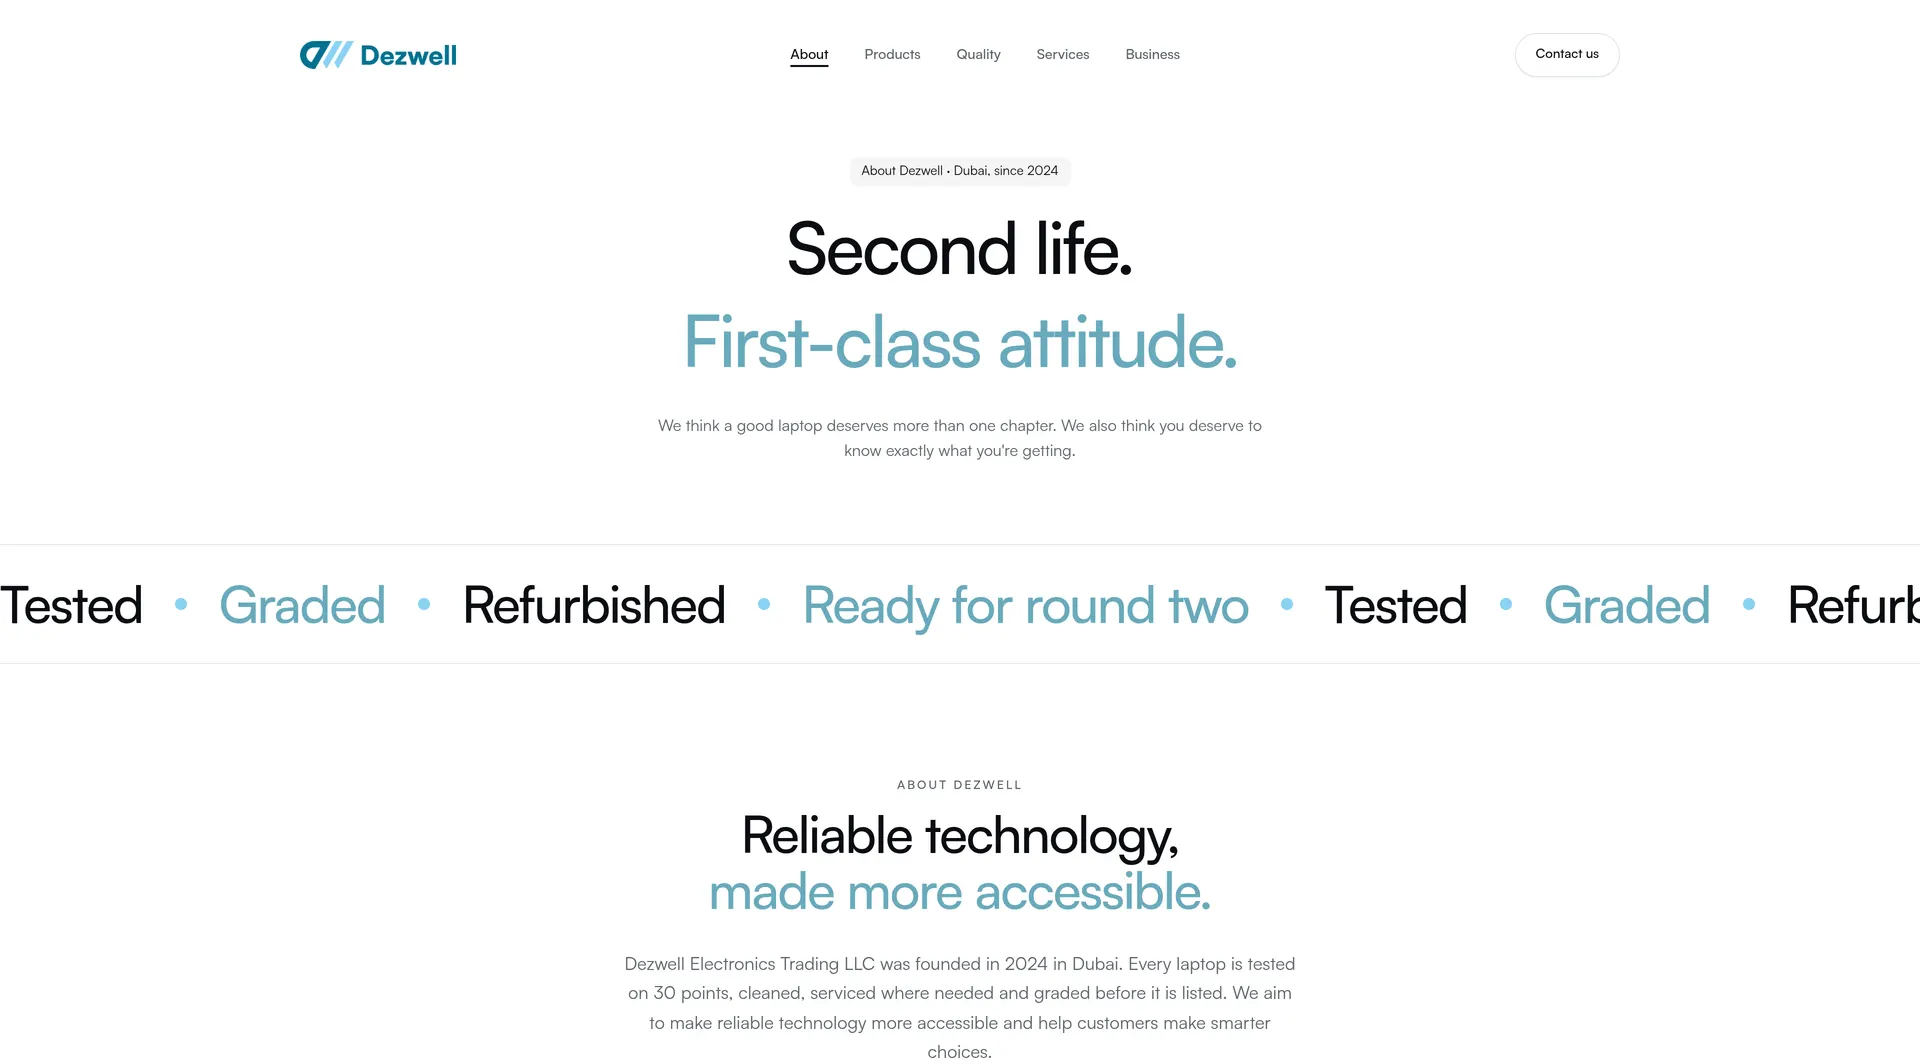 Dezwell
About
Products
Quality
Services
Business
Contact us
About Dezwell · Dubai, since 2024
Second life.
First-class attitude.
We think a good laptop deserves more than one chapter. We also think you deserve to
know exactly what you're getting.
Tested • Graded • Refurbished • Ready for round two • Tested • Graded • Refurb
ABOUT DEZWELL
Reliable technology,
made more accessible.
Dezwell Electronics Trading LLC was founded in 2024 in Dubai. Every laptop is tested
on 30 points, cleaned, serviced where needed and graded before it is listed. We aim
to make reliable technology more accessible and help customers make smarter
choices.